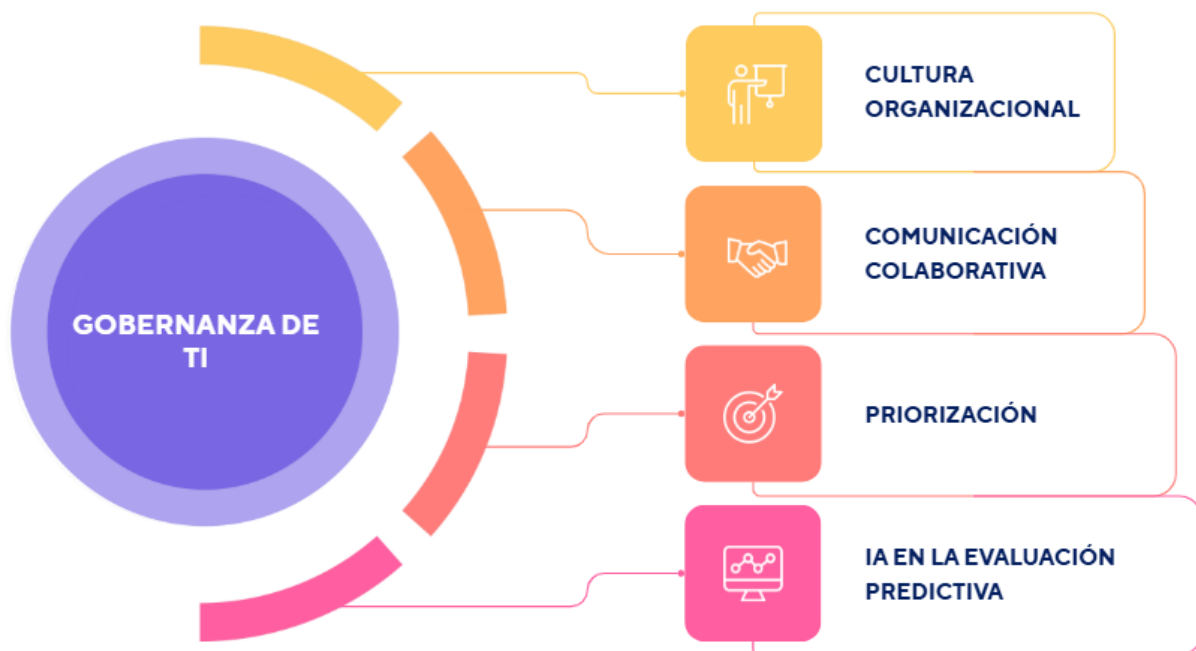 GOBERNANZA DE
TI
CULTURA
ORGANIZACIONAL
COMUNICACIÓN
COLABORATIVA
PRIORIZACIÓN
IA EN LA EVALUACIÓN
PREDICTIVA